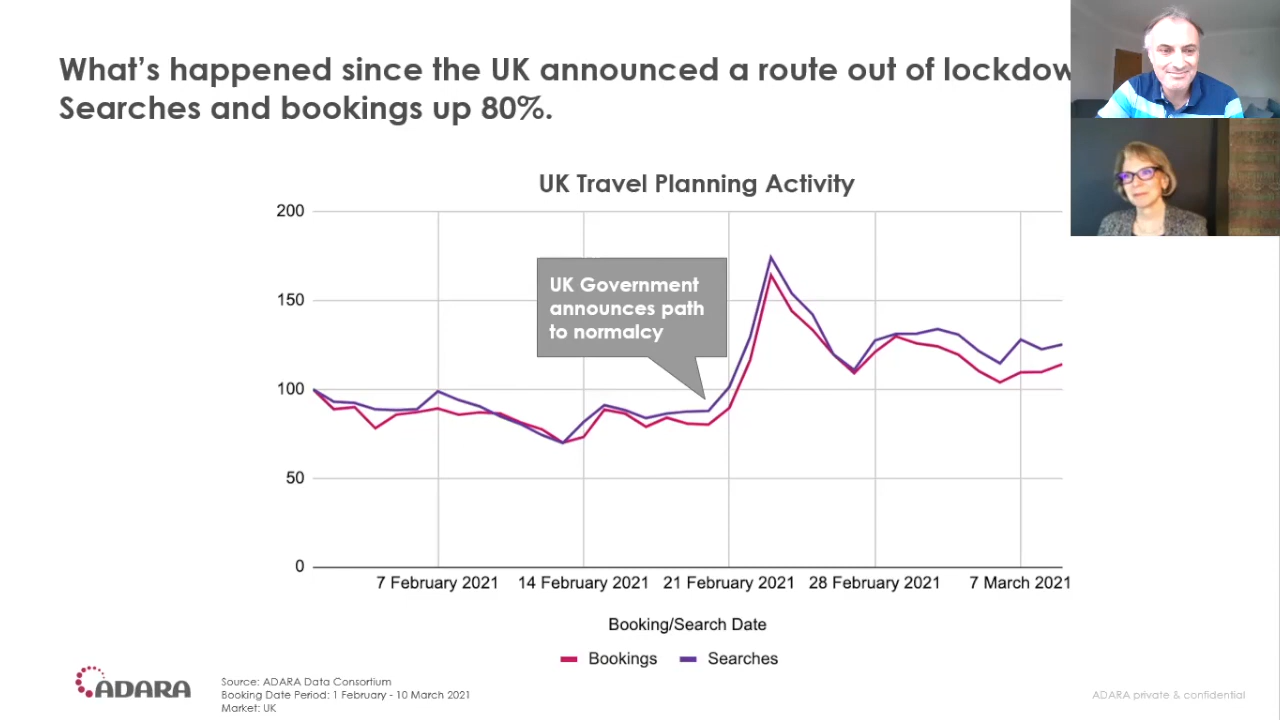 What's happened since the UK announced a route out of lockdow
Searches and bookings up 80%.
UK Travel Planning Activity
200
150
100
50
0
UK Government
announces path
to normalcy
7 February 2021
14 February 2021
21 February 2021
28 February 2021
7 March 2021
Booking/Search Date
Bookings
Searches
ADARA
Source: ADARA Data Consortium
Booking Date Period: 1 February - 10 March 2021
Market: UK
ADARA private & confidential